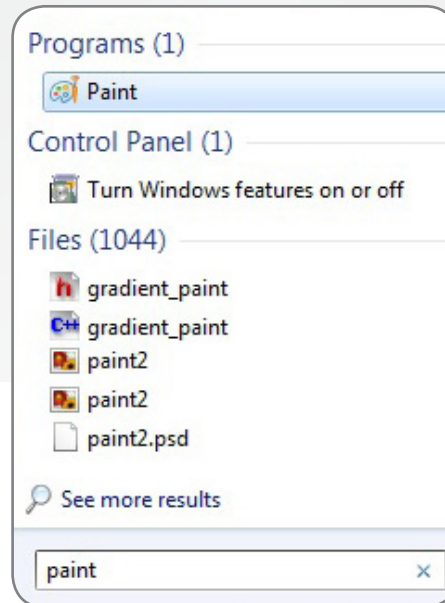 Programs (1)
Paint
Control Panel (1)
Turn Windows features on or off
Files (1044)
h gradient_paint
C++ gradient_paint
paint2
paint2
paint2.psd
See more results
paint